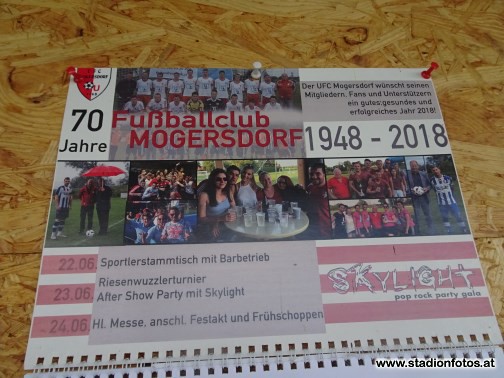 UFC
MOGERSDORF
Der UFC Mogersdorf wünscht seinen
Mitgliedern, Fans und Unterstützern
ein gutes;gesundes und
erfolgreiches Jahr 2018!
70
Jahre
Fußballclub
MOGERSDORF
1948 - 2018
22.06. Sportlerstammtisch mit Barbetrieb
Riesenwuzzlerturnier
23.06. After Show Party mit Skylight
24.06. Hl. Messe, anschl. Festakt und Frühschoppen
SKYLIGHT
pop rock party gala
www.stadionfotos.at